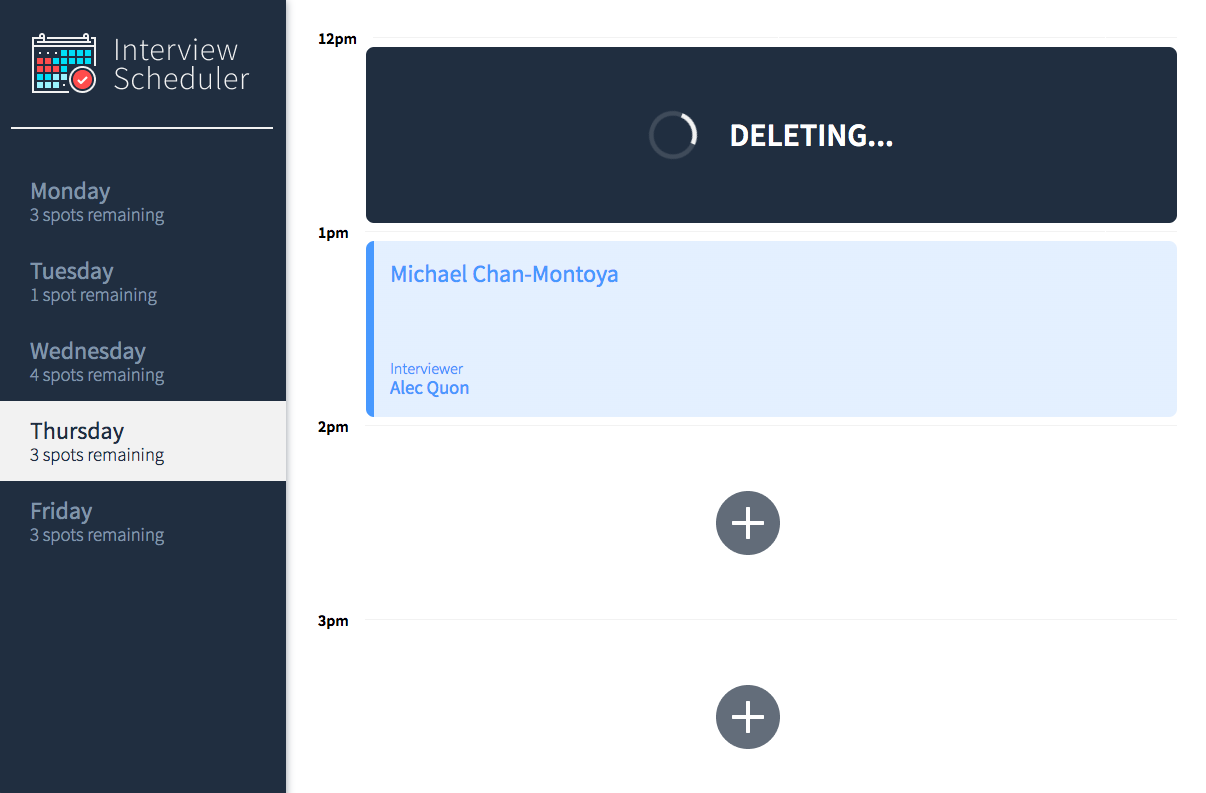 Interview
Scheduler
Monday
3 spots remaining
Tuesday
1 spot remaining
Wednesday
4 spots remaining
Thursday
3 spots remaining
Friday
3 spots remaining
12pm
DELETING...
1pm
Michael Chan-Montoya
Interviewer
Alec Quon
2pm
3pm